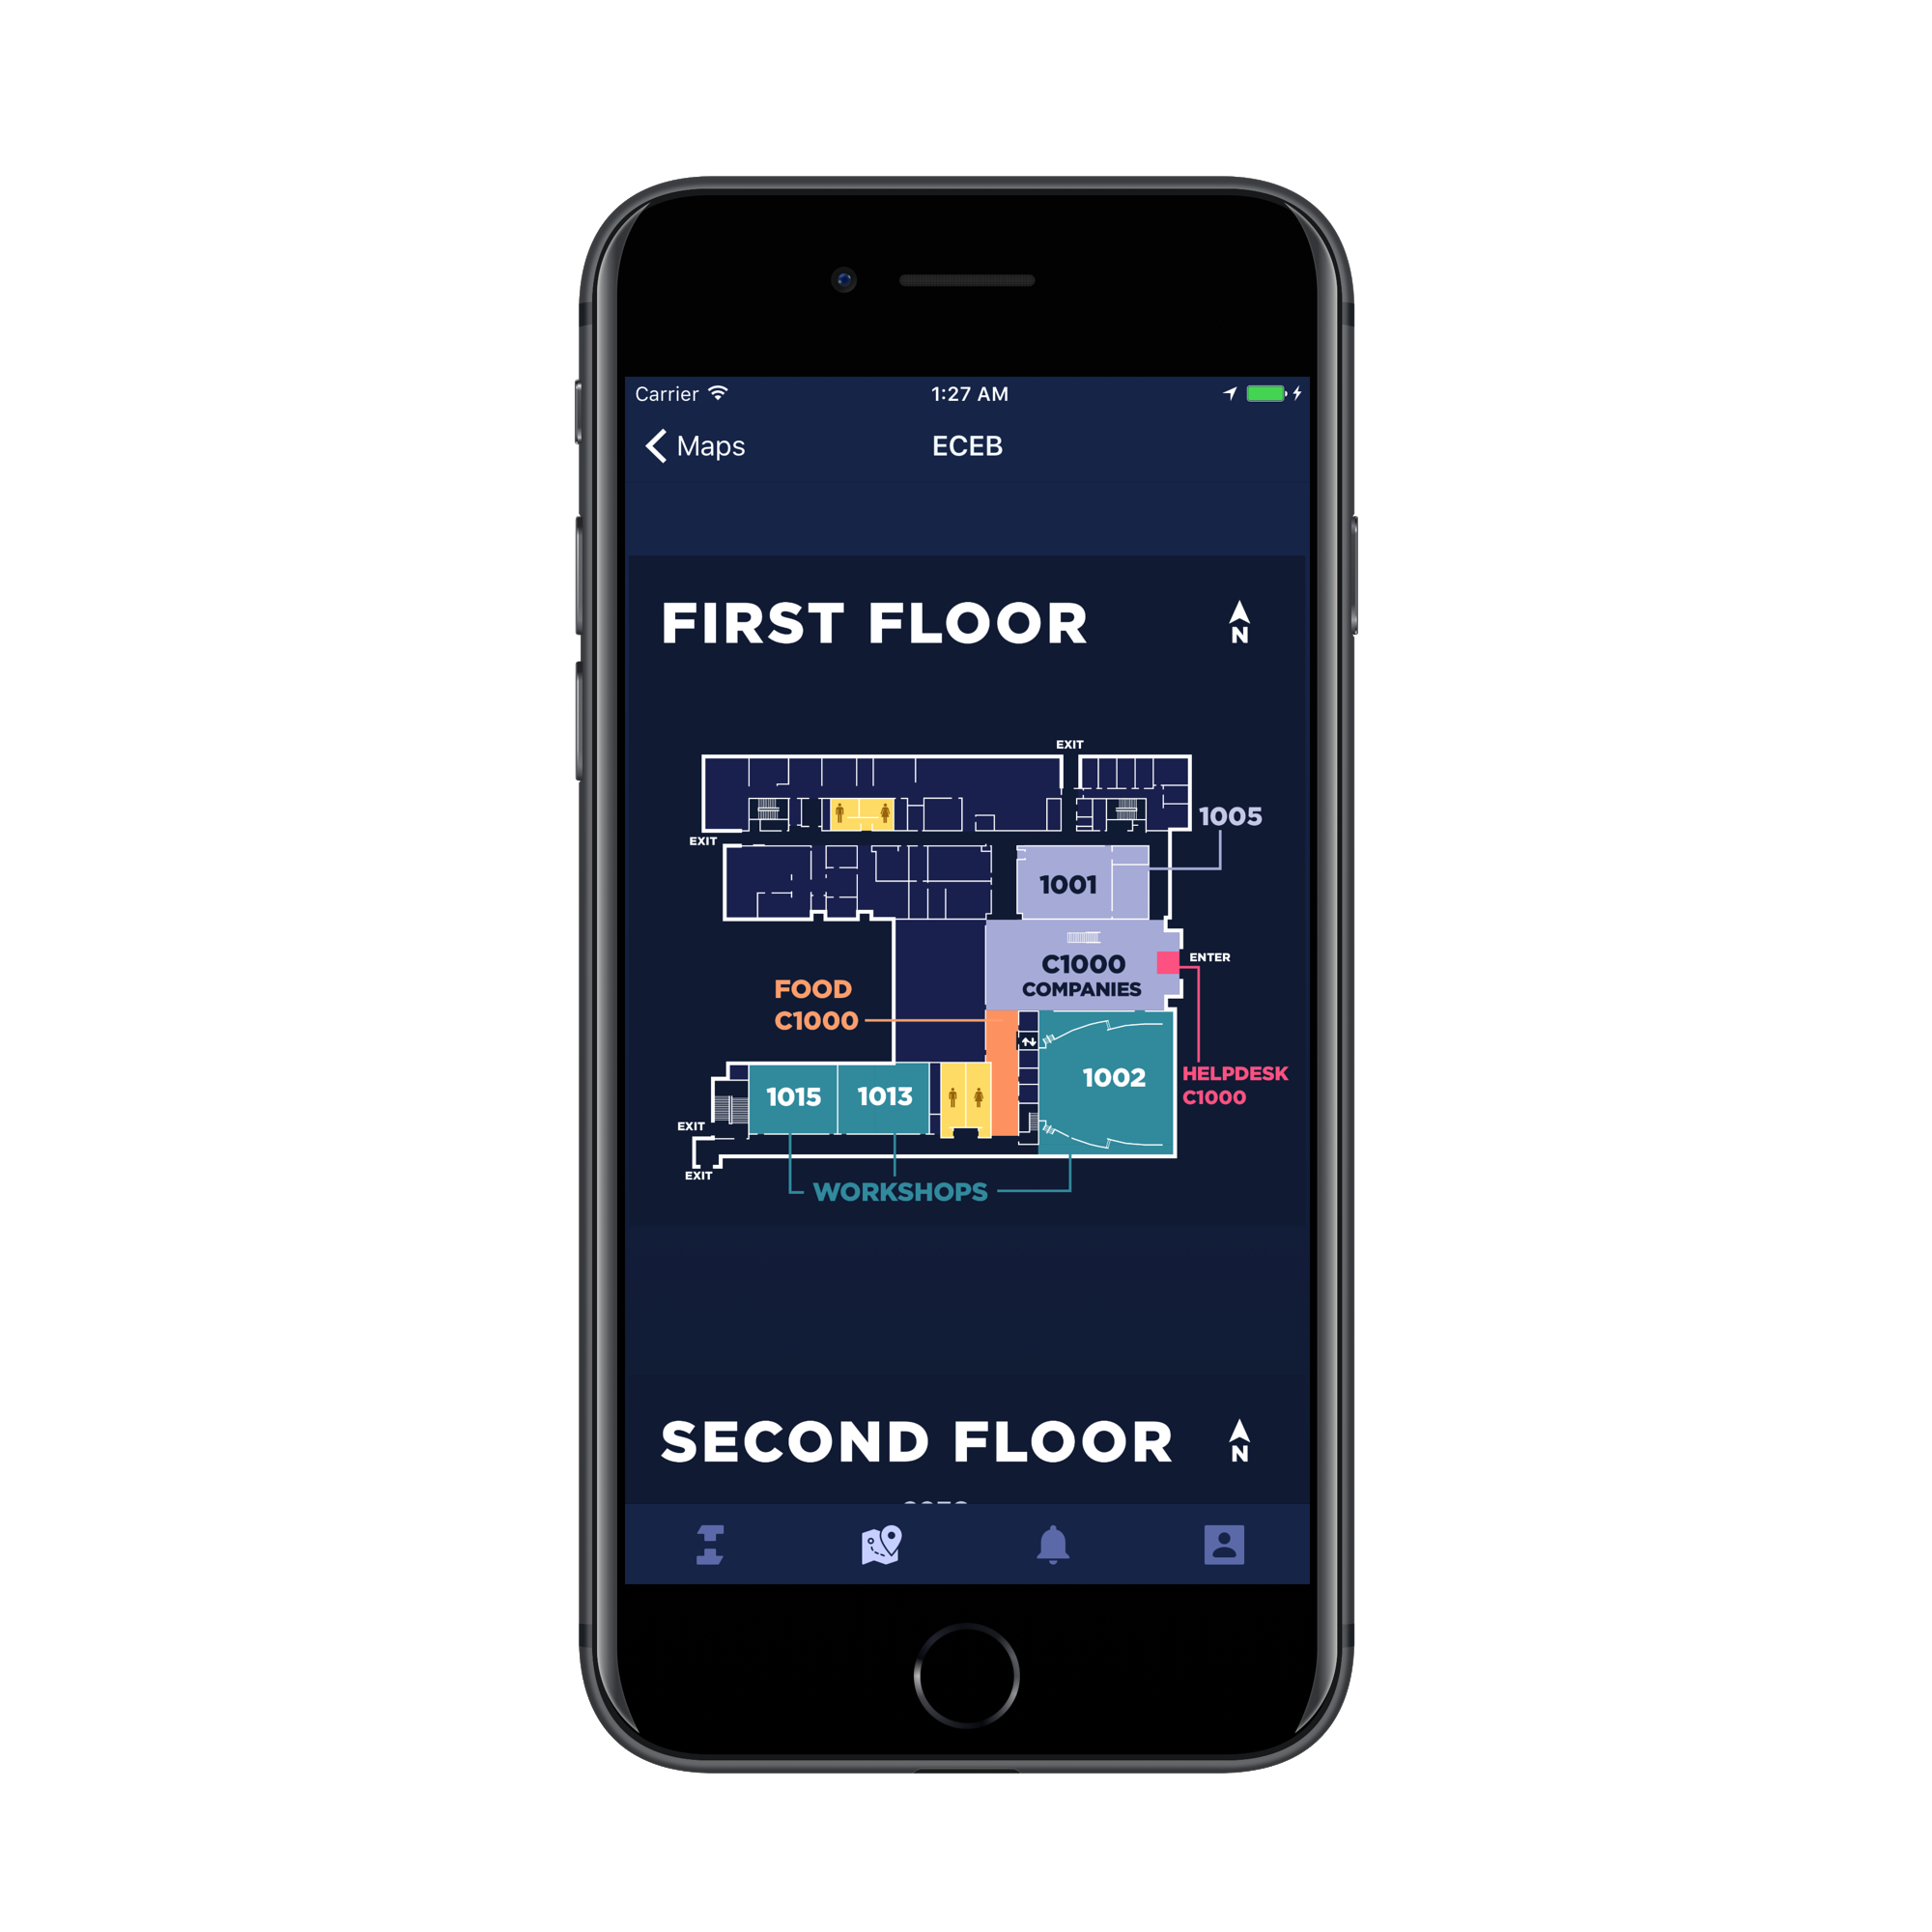 Carrier
1:27 AM
Maps
ECEB
FIRST FLOOR
N
EXIT
1005
EXIT
1001
C1000
COMPANIES
ENTER
FOOD
C1000
1002
HELPDESK
C1000
1015
1013
EXIT
EXIT
WORKSHOPS
SECOND FLOOR
N